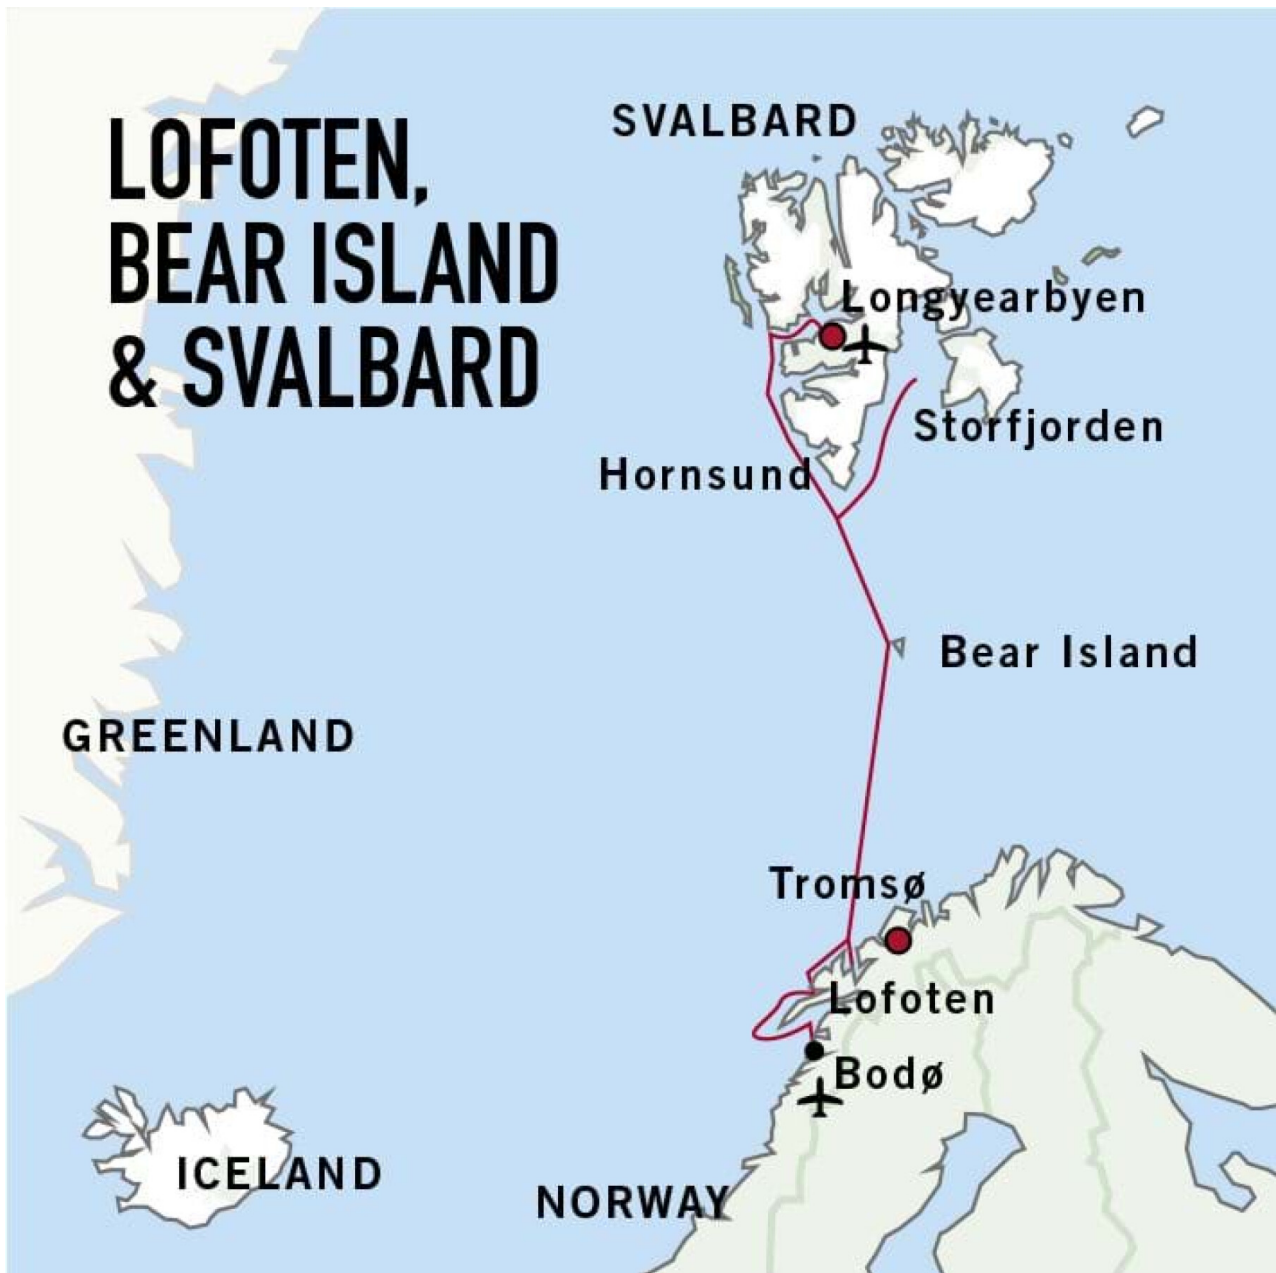 LOFOTEN,
BEAR ISLAND
& SVALBARD
SVALBARD
Longyearbyen
Storfjorden
Hornsund
Bear Island
GREENLAND
Tromsø
Lofoten
Bodø
ICELAND
NORWAY